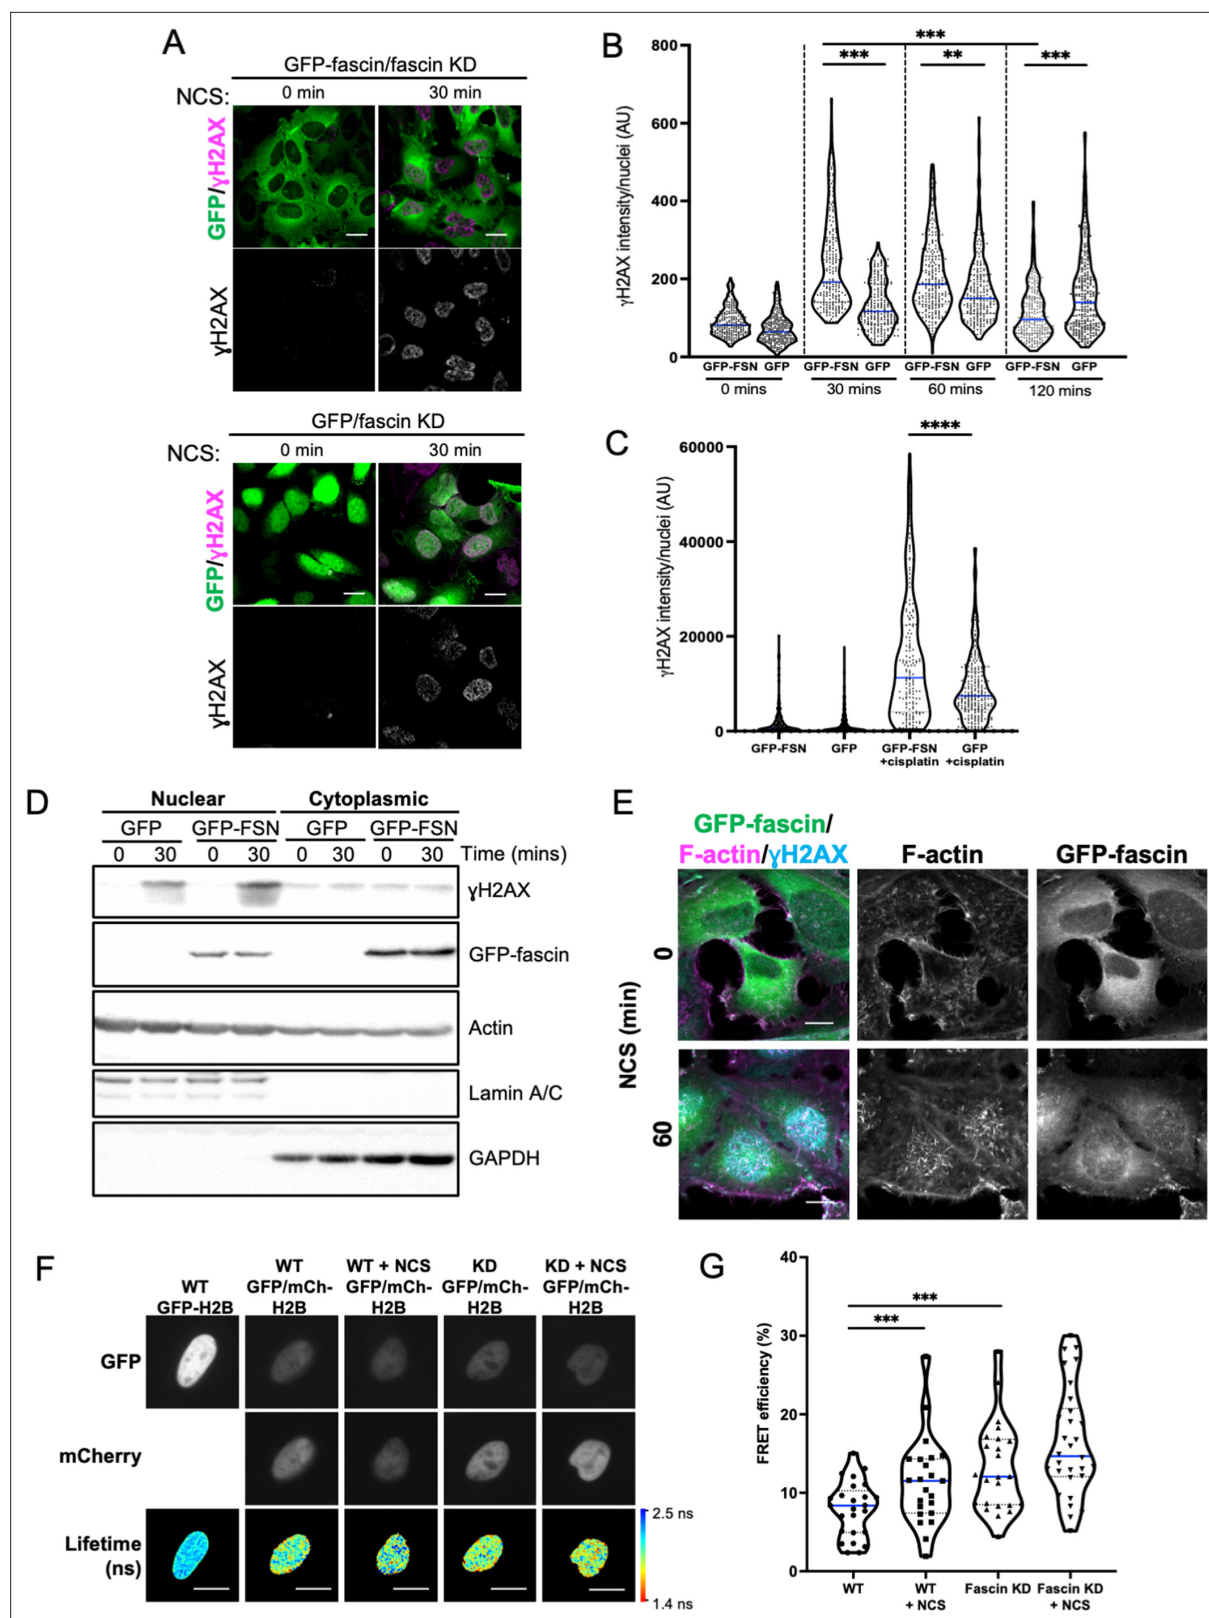 A
GFP-fascin/fascin KD
NCS: 0 min 30 min
GFP/γH2AX
γH2AX
GFP/fascin KD
NCS: 0 min 30 min
GFP/γH2AX
γH2AX
B
*** 
*** ** ***
γH2AX intensity/nuclei (AU)
800
600
400
200
0
GFP-FSN GFP GFP-FSN GFP GFP-FSN GFP GFP-FSN GFP
0 mins 30 mins 60 mins 120 mins
C
****
γH2AX intensity/nuclei (AU)
60000
40000
20000
0
GFP-FSN GFP GFP-FSN GFP
+cisplatin +cisplatin
D
Nuclear Cytoplasmic
GFP GFP-FSN GFP GFP-FSN
0 30 0 30 0 30 0 30 Time (mins)
γH2AX
GFP-fascin
Actin
Lamin A/C
GAPDH
E
GFP-fascin/
F-actin/γH2AX F-actin GFP-fascin
NCS (min)
0
60
F
WT
GFP-H2B
WT
GFP/mCh-
H2B
WT + NCS
GFP/mCh-
H2B
KD
GFP/mCh-
H2B
KD + NCS
GFP/mCh-
H2B
GFP
mCherry
Lifetime
(ns)
2.5 ns
1.4 ns
G
***
***
FRET efficiency (%)
40
30
20
10
0
WT WT Fascin KD Fascin KD
+ NCS + NCS